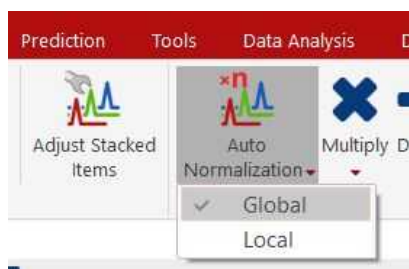 Prediction Tools Data Analysis
×n
Adjust Stacked Items
Auto Normalization
Multiply
Global
Local